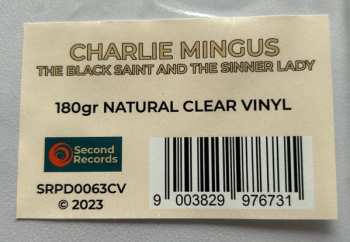 CHARLIE MINGUS
THE BLACK SAINT AND THE SINNER LADY
180gr NATURAL CLEAR VINYL
Second
Records
SRPD0063CV
© 2023
9 003829 976731